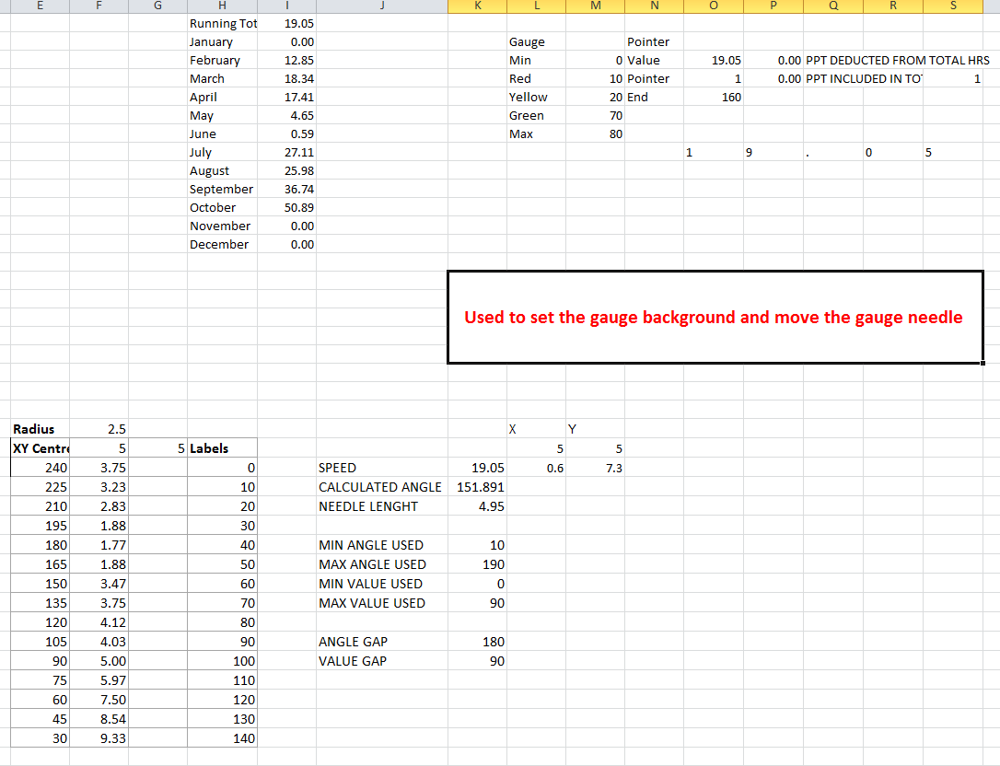 E F G H I J K L M N O P Q R S
Running Tot 19.05
January 0.00 Gauge Pointer
February 12.85 Min 0 Value 19.05 0.00 PPT DEDUCTED FROM TOTAL HRS
March 18.34 Red 10 Pointer 1 0.00 PPT INCLUDED IN TO 1
April 17.41 Yellow 20 End 160
May 4.65 Green 70
June 0.59 Max 80
July 27.11 1 9 . 0 5
August 25.98
September 36.74
October 50.89
November 0.00
December 0.00
Used to set the gauge background and move the gauge needle
Radius 2.5 X Y
XY Centr 5 5 Labels 5 5
240 3.75 0 SPEED 19.05 0.6 7.3
225 3.23 10 CALCULATED ANGLE 151.891
210 2.83 20 NEEDLE LENGHT 4.95
195 1.88 30
180 1.77 40 MIN ANGLE USED 10
165 1.88 50 MAX ANGLE USED 190
150 3.47 60 MIN VALUE USED 0
135 3.75 70 MAX VALUE USED 90
120 4.12 80
105 4.03 90 ANGLE GAP 180
90 5.00 100 VALUE GAP 90
75 5.97 110
60 7.50 120
45 8.54 130
30 9.33 140